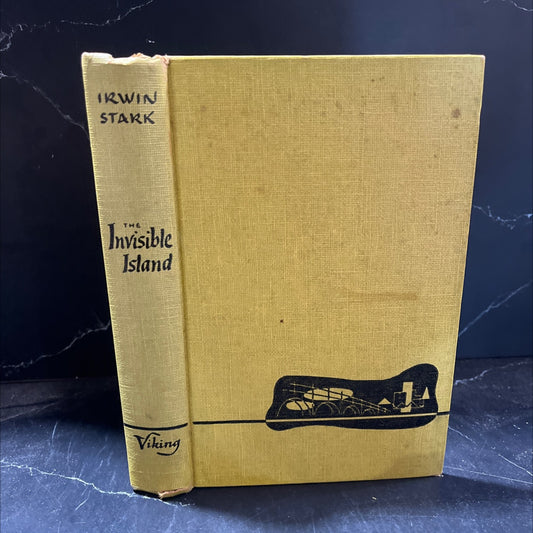 IRWIN
STARK
THE
Invisible
Island
Viking